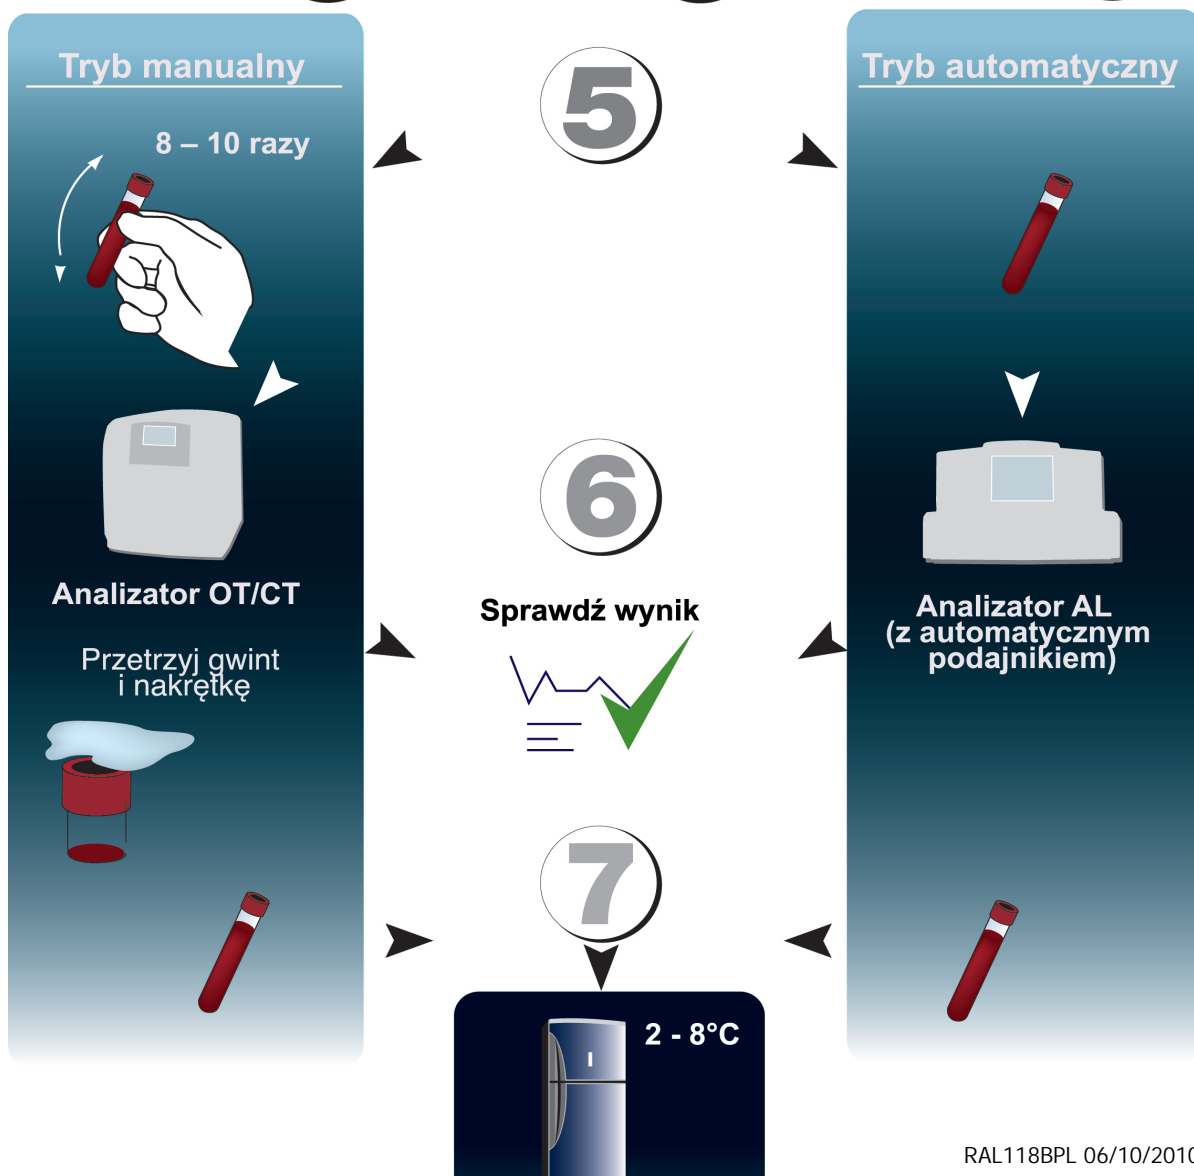 Tryb manualny
8 – 10 razy
Analizator OT/CT
Przetrzyj gwint
i nakrętkę
5
6
Sprawdź wynik
7
2 - 8°C
Tryb automatyczny
Analizator AL
(z automatycznym
podajnikiem)
RAL118BPL 06/10/2010